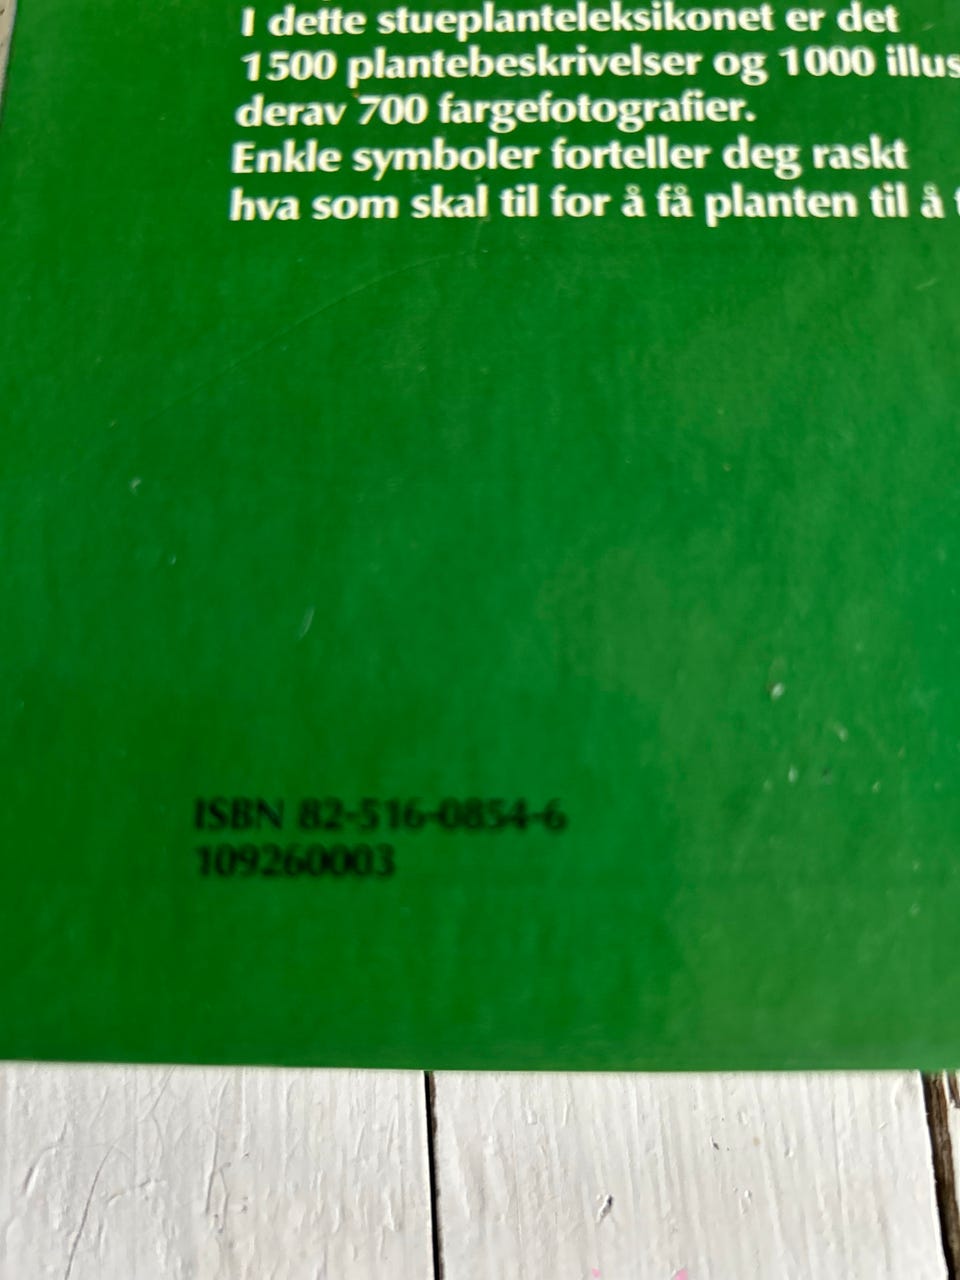 I dette stueplanteleksikonet er det
1500 plantebeskrivelser og 1000 illus
derav 700 fargefotografier.
Enkle symboler forteller deg raskt
hva som skal til for å få planten til å
ISBN 82-516-0854-6
109260003